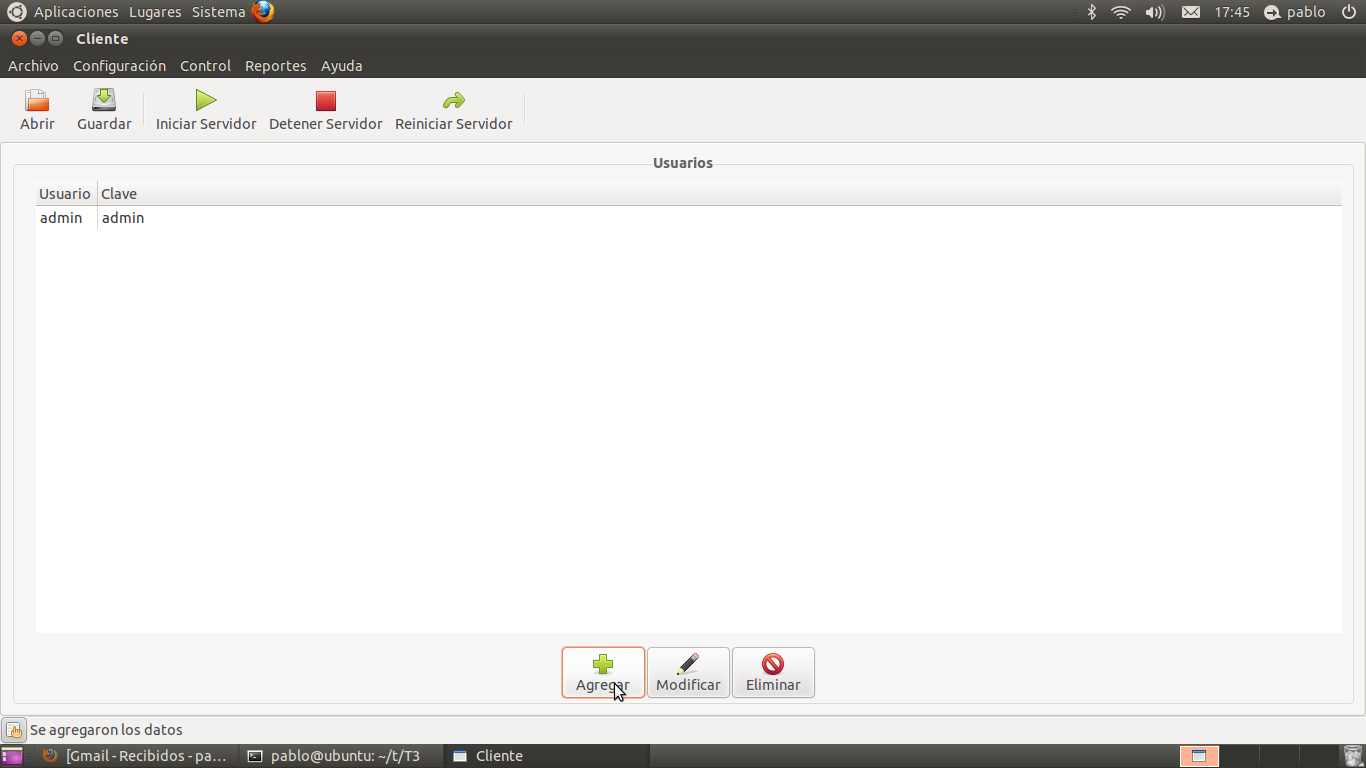 Aplicaciones Lugares Sistema 17:45 pablo
Cliente
Archivo Configuración Control Reportes Ayuda
Abrir Guardar Iniciar Servidor Detener Servidor Reiniciar Servidor
Usuarios
Usuario Clave
admin admin
Agregar Modificar Eliminar
Se agregaron los datos
[Gmail - Recibidos - pa... pablo@ubuntu: ~/t/T3 Cliente